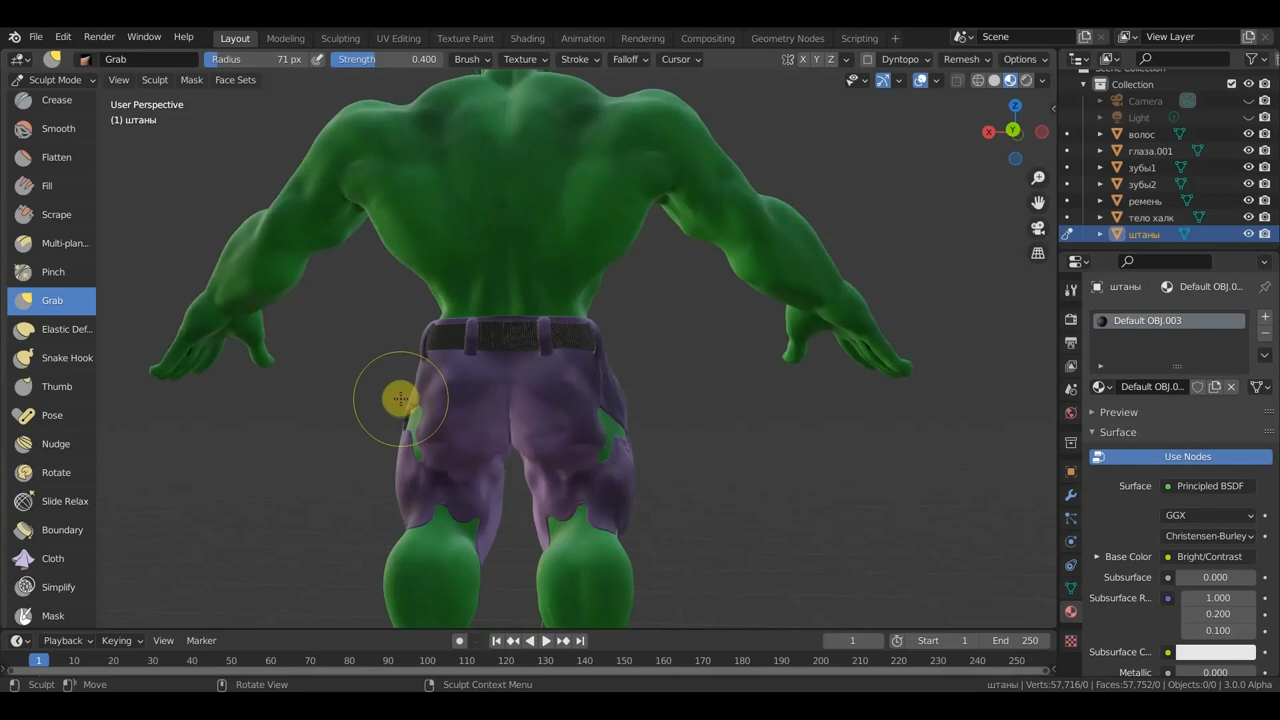 File Edit Render Window Help Layout Modeling Sculpting UV Editing Texture Paint Shading Animation Rendering Compositing Geometry Nodes Scripting + Scene View Layer
Grab Radius 71 px Strength 0.400 Brush Texture Stroke Falloff Cursor X Y Z Dyntopo Remesh Options
Sculpt Mode View Sculpt Mask Face Sets
User Perspective
(1) штаны
Crease
Smooth
Flatten
Fill
Scrape
Multi-plan...
Pinch
Grab
Elastic Def...
Snake Hook
Thumb
Pose
Nudge
Rotate
Slide Relax
Boundary
Cloth
Simplify
Mask
Z
X
Y
Collection
Camera
Light
волос
глаза.001
зубы1
зубы2
ремень
тело халк
штаны
штаны Default OBJ.0...
Default OBJ.003
Default OBJ.0...
Preview
Surface
Use Nodes
Surface Principled BSDF
GGX
Christensen-Burley
Base Color Bright/Contrast
Subsurface 0.000
Subsurface R... 1.000
0.200
0.100
Subsurface C...
Metallic 0.000
Playback Keying View Marker 1 Start 1 End 250
1 10 20 30 40 50 60 70 80 90 100 110 120 130 140 150 160 170 180 190 200 210 220 230 240 250
Sculpt Move Rotate View Sculpt Context Menu штаны | Verts:57,716/0 | Faces:57,752/0 | Objects:0/0 | 3.0.0 Alpha